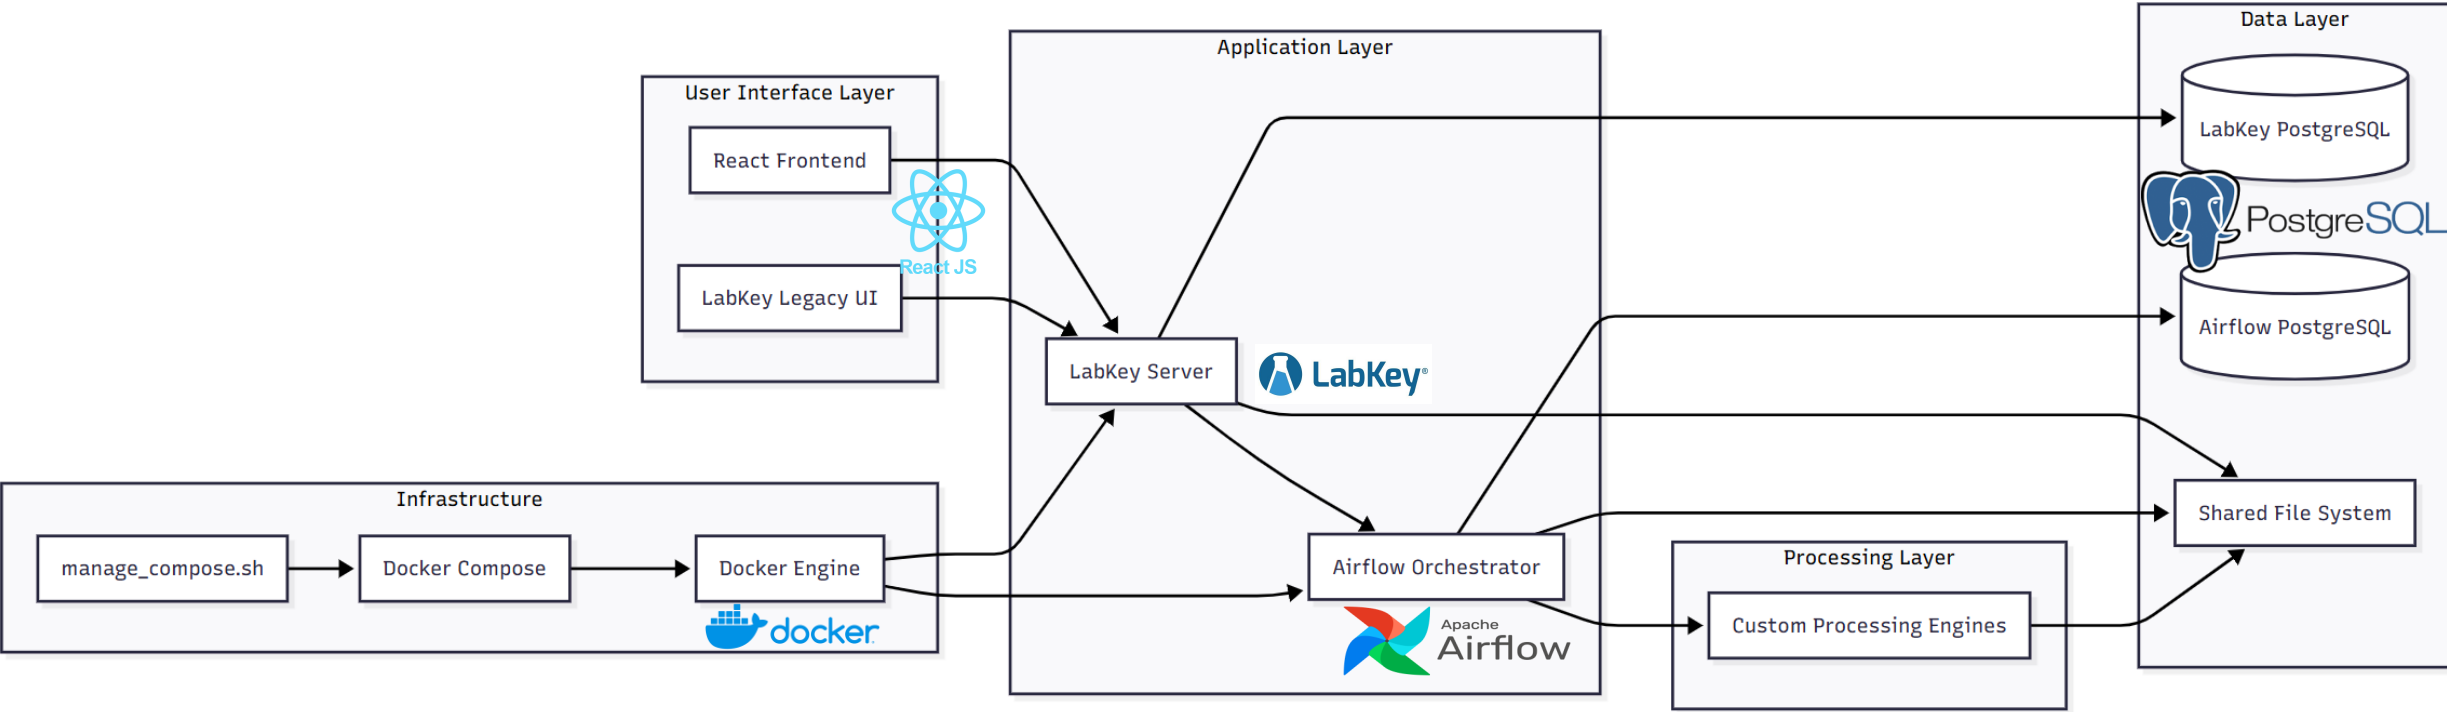 User Interface Layer
React Frontend
React JS
LabKey Legacy UI
Infrastructure
manage_compose.sh
Docker Compose
Docker Engine
docker
Application Layer
LabKey Server
LabKey®
Airflow Orchestrator
Apache
Airflow
Processing Layer
Custom Processing Engines
Data Layer
LabKey PostgreSQL
PostgreSQL
Airflow PostgreSQL
Shared File System